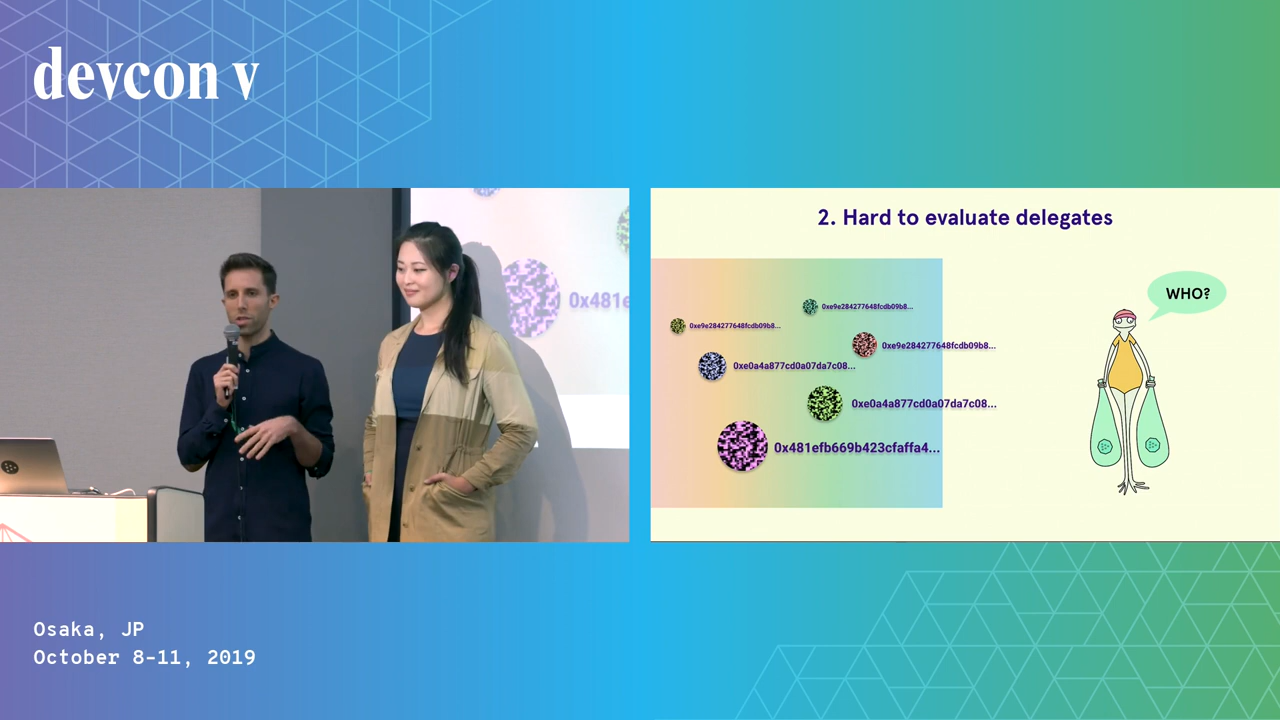 devcon v
0x481e
2. Hard to evaluate delegates
WHO?
0xe9e284277648fcdb09b8...
0xe9e284277648fcdb09b8...
0xe9e284277648fcdb09b8...
0xe0a4a877cd0a07da7c08...
0xe0a4a877cd0a07da7c08...
0x481efb669b423cfaffa4...
Osaka, JP
October 8-11, 2019